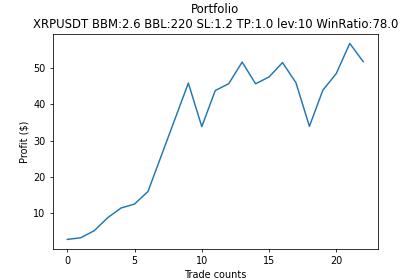 Portfolio
XRPUSDT BBM:2.6 BBL:220 SL:1.2 TP:1.0 lev:10 WinRatio:78.0
50
40
30
20
10
Profit ($)
0 5 10 15 20
Trade counts